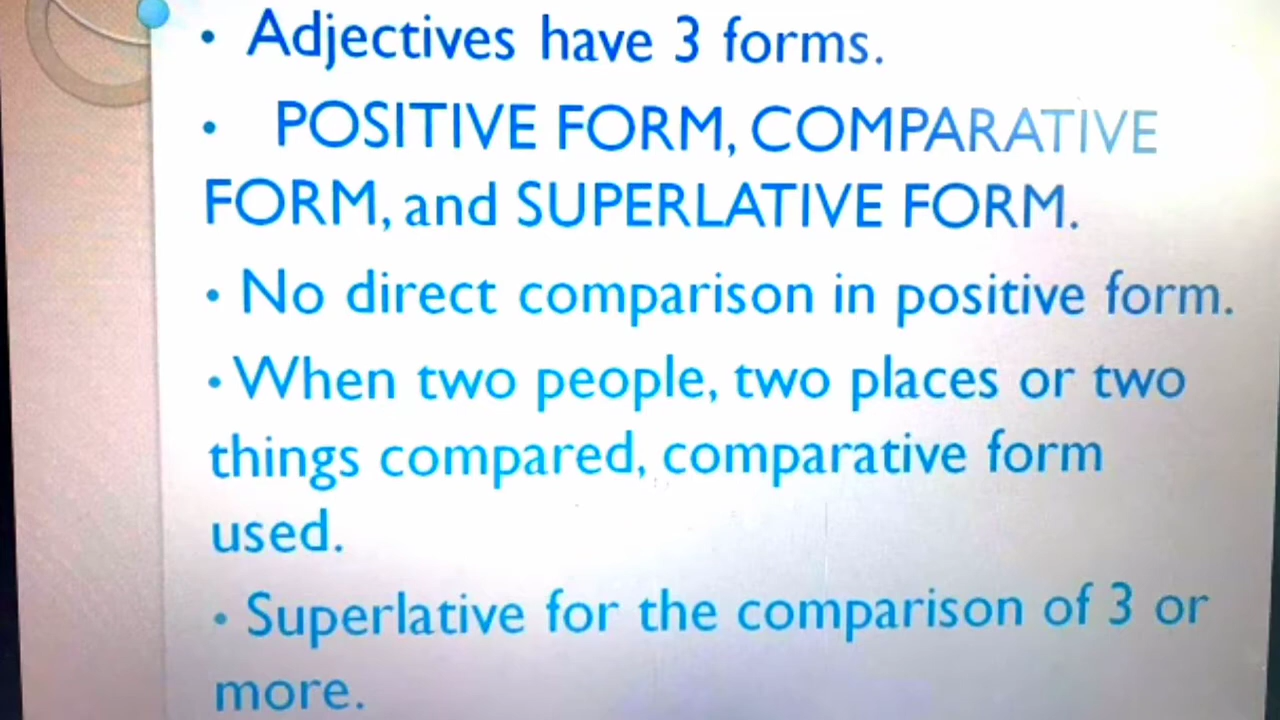 • Adjectives have 3 forms.
• POSITIVE FORM, COMPARATIVE
FORM, and SUPERLATIVE FORM.
• No direct comparison in positive form.
• When two people, two places or two
things compared, comparative form
used.
• Superlative for the comparison of 3 or
more.